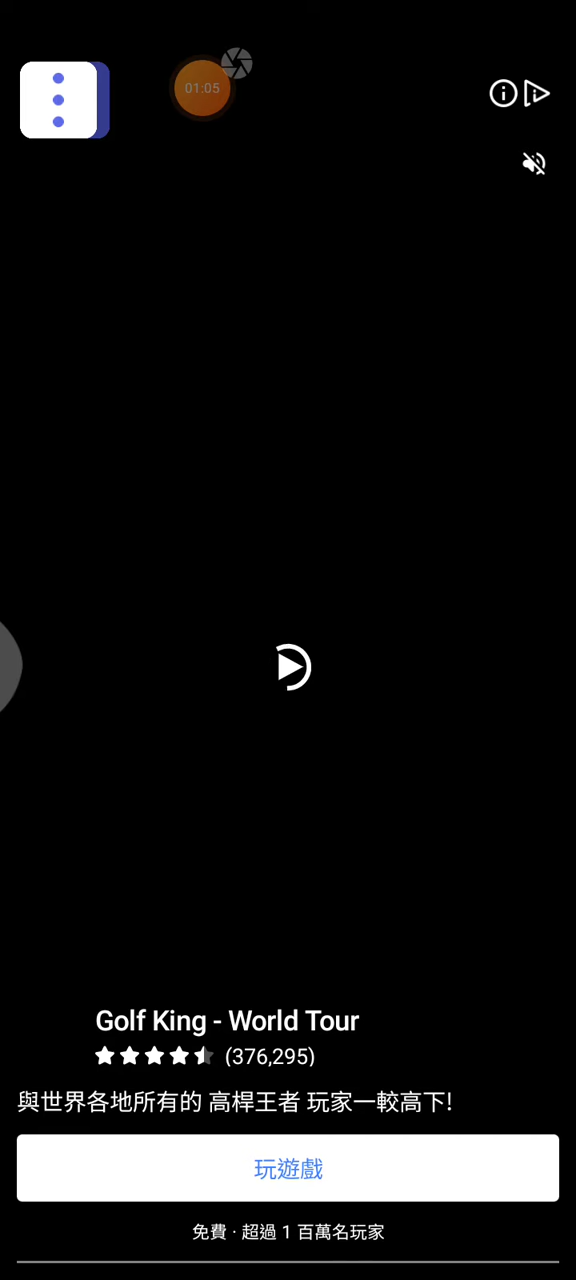 01:05
Golf King - World Tour
(376,295)
與世界各地所有的 高桿王者 玩家一較高下!
玩遊戲
免費 · 超過 1 百萬名玩家